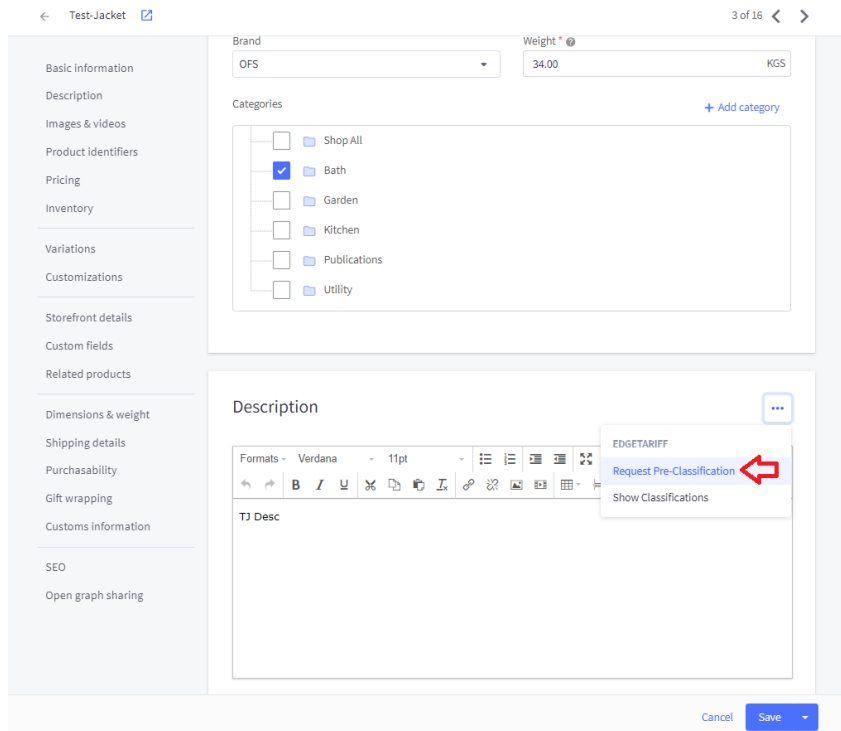 Test-Jacket
3 of 16
Basic information
Description
Images & videos
Product identifiers
Pricing
Inventory
Variations
Customizations
Storefront details
Custom fields
Related products
Dimensions & weight
Shipping details
Purchasability
Gift wrapping
Customs information
SEO
Open graph sharing
Brand
Weight *
OFS
34.00 KGS
Categories
+ Add category
Shop All
Bath
Garden
Kitchen
Publications
Utility
Description
EDGETARIFF
Request Pre-Classification
Show Classifications
Formats Verdana 11pt
B I U
TJ Desc
Cancel
Save